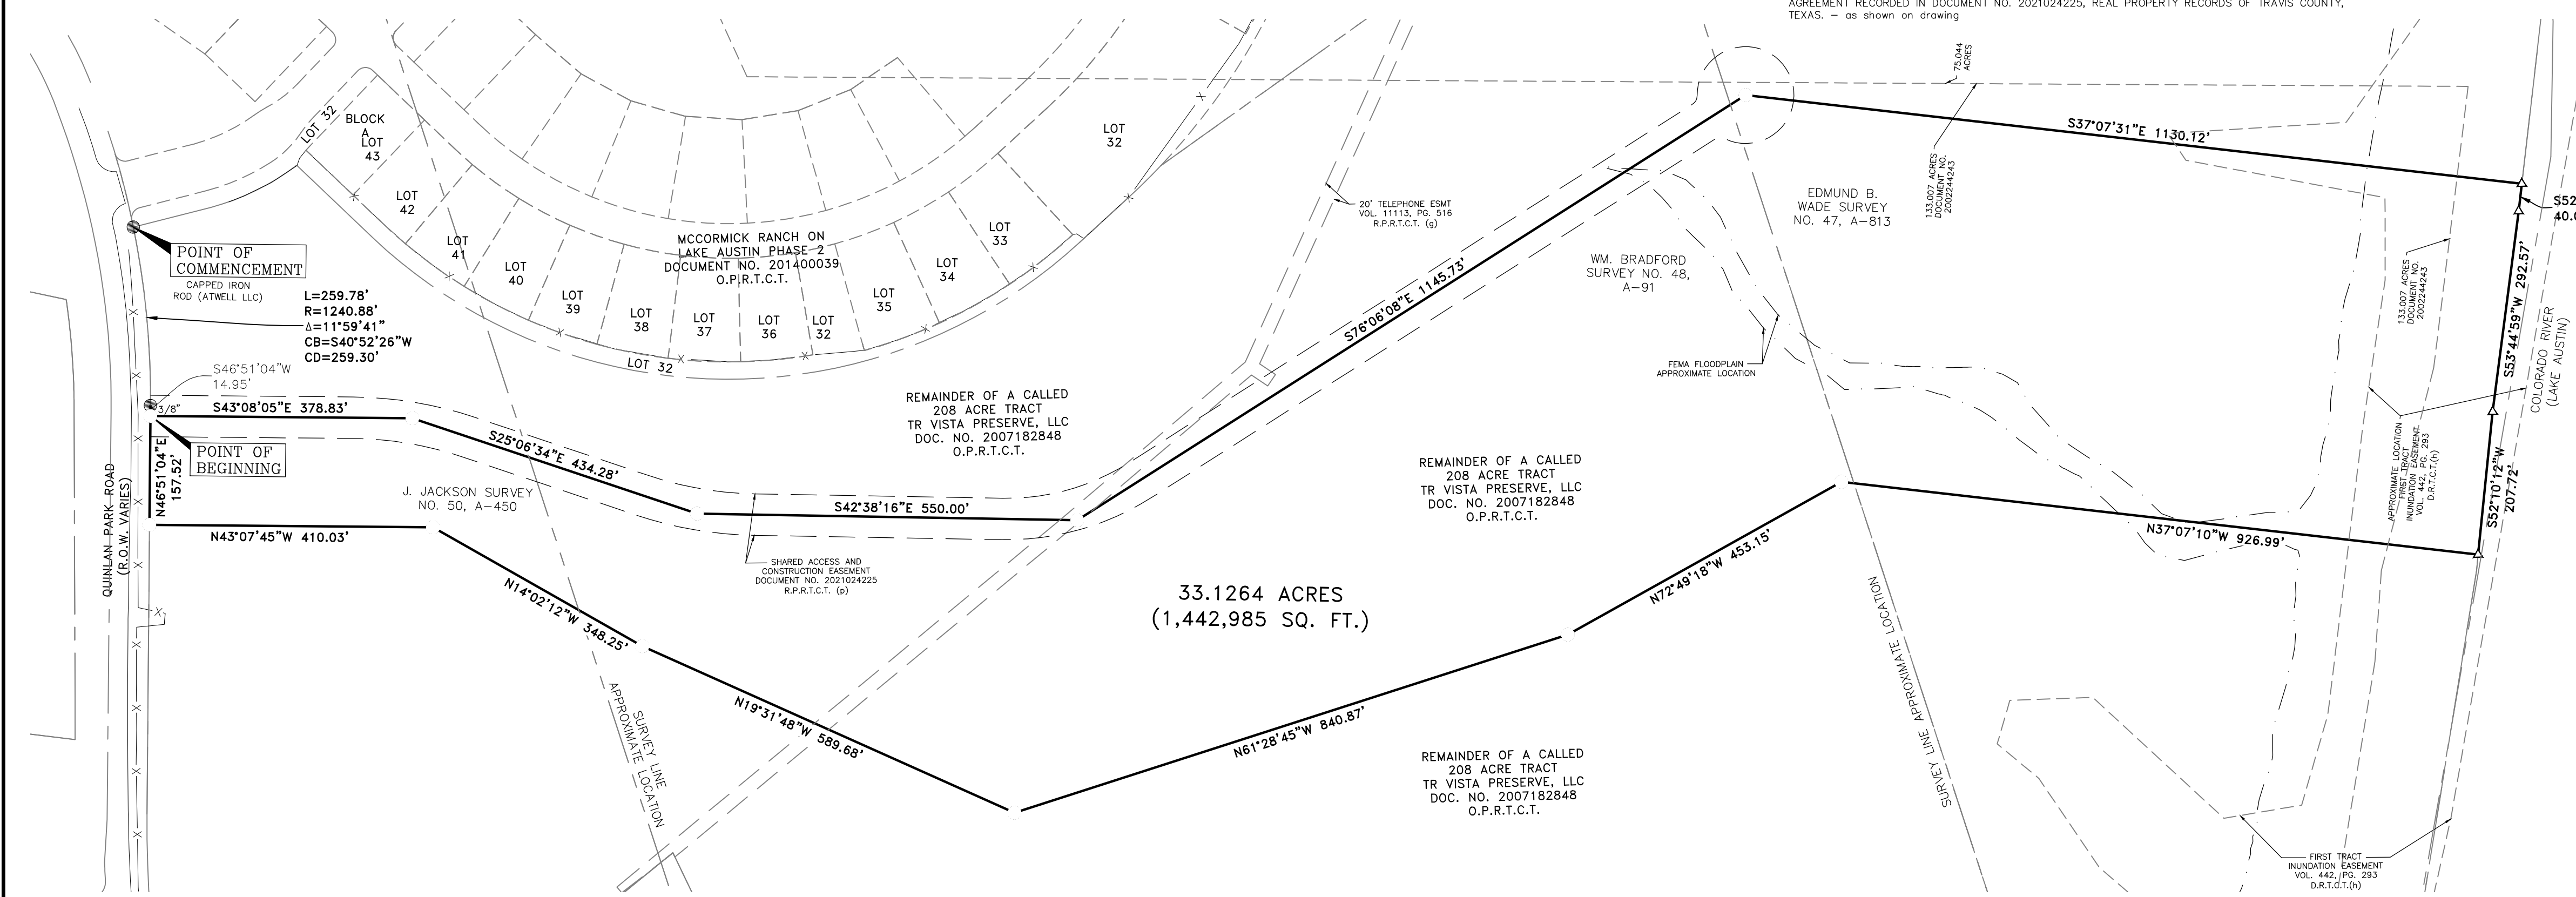 AGREEMENT RECORDED IN DOCUMENT NO. 2021024225, REAL PROPERTY RECORDS OF TRAVIS COUNTY,
TEXAS. – as shown on drawing
75.044
ACRES
LOT 32
BLOCK
A
LOT
43
LOT
42
LOT
41
LOT
40
LOT
39
LOT
38
LOT
37
LOT
36
LOT
32
LOT
35
LOT
34
LOT
33
LOT
32
LOT 32
MCCORMICK RANCH ON
LAKE AUSTIN PHASE 2
DOCUMENT NO. 201400039
O.P.R.T.C.T.
POINT OF
COMMENCEMENT
CAPPED IRON
ROD (ATWELL LLC)
L=259.78'
R=1240.88'
Δ=11°59'41"
CB=S40°52'26"W
CD=259.30'
S46°51'04"W
14.95'
3/8"
S43°08'05"E 378.83'
POINT OF
BEGINNING
N46°51'04"E
157.52'
QUINLAN PARK ROAD
(R.O.W. VARIES)
N43°07'45"W 410.03'
S25°06'34"E 434.28'
J. JACKSON SURVEY
NO. 50, A-450
S42°38'16"E 550.00'
SHARED ACCESS AND
CONSTRUCTION EASEMENT
DOCUMENT NO. 2021024225
R.P.R.T.C.T. (p)
N14°02'12"W 348.25'
SURVEY LINE
APPROXIMATE LOCATION
N19°31'48"W 589.68'
REMAINDER OF A CALLED
208 ACRE TRACT
TR VISTA PRESERVE, LLC
DOC. NO. 2007182848
O.P.R.T.C.T.
20' TELEPHONE ESMT
VOL. 11113, PG. 516
R.P.R.T.C.T. (g)
S76°06'08"E 1145.73'
WM. BRADFORD
SURVEY NO. 48,
A-91
EDMUND B.
WADE SURVEY
NO. 47, A-813
133.007 ACRES
DOCUMENT NO.
2002244243
S37°07'31"E 1130.12'
S52
40.0
S53°44'59"W 292.57'
133.007 ACRES
DOCUMENT NO.
2002244243
COLORADO RIVER
(LAKE AUSTIN)
FEMA FLOODPLAIN
APPROXIMATE LOCATION
APPROXIMATE LOCATION
FIRST TRACT
INUNDATION EASEMENT
VOL. 442, PG. 293
D.R.T.C.T.(h)
S52°10'12"W
207.72'
REMAINDER OF A CALLED
208 ACRE TRACT
TR VISTA PRESERVE, LLC
DOC. NO. 2007182848
O.P.R.T.C.T.
33.1264 ACRES
(1,442,985 SQ. FT.)
N37°07'10"W 926.99'
N72°49'18"W 453.15'
N61°28'45"W 840.87'
SURVEY LINE APPROXIMATE LOCATION
REMAINDER OF A CALLED
208 ACRE TRACT
TR VISTA PRESERVE, LLC
DOC. NO. 2007182848
O.P.R.T.C.T.
FIRST TRACT
INUNDATION EASEMENT
VOL. 442, PG. 293
D.R.T.C.T.(h)